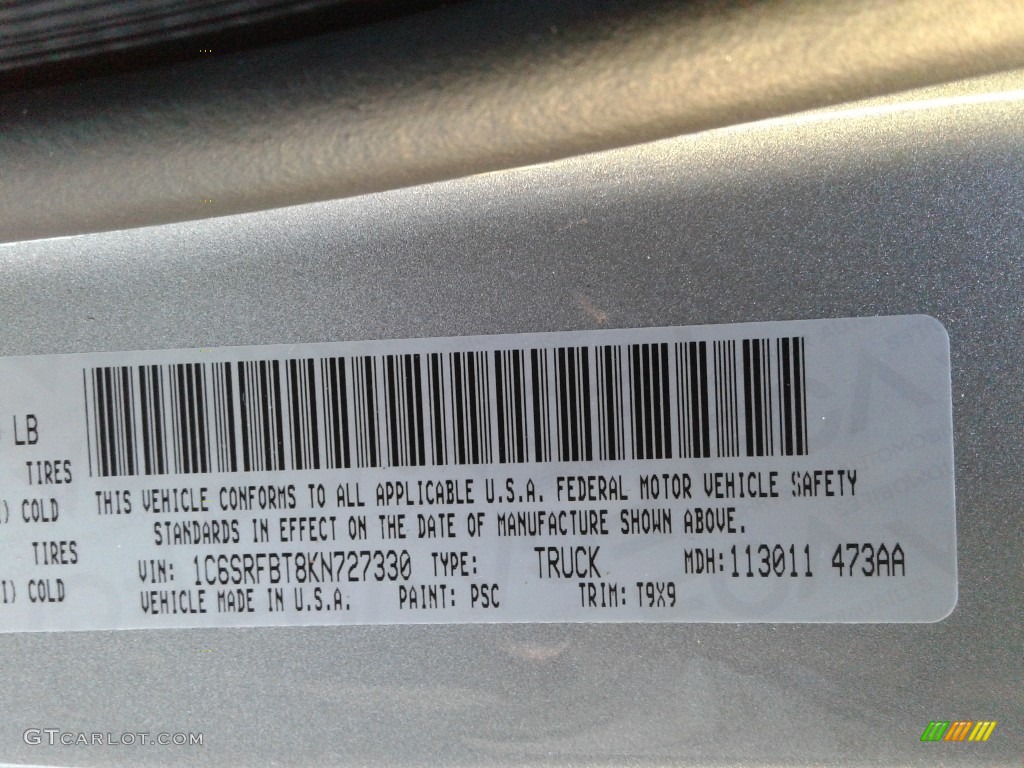 LB
TIRES
) COLD
TIRES
I) COLD
THIS VEHICLE CONFORMS TO ALL APPLICABLE U.S.A. FEDERAL MOTOR VEHICLE SAFETY
STANDARDS IN EFFECT ON THE DATE OF MANUFACTURE SHOWN ABOVE.
VIN: 1C6SRFBT8KN727330 TYPE: TRUCK MDH:113011 473AA
VEHICLE MADE IN U.S.A. PAINT: PSC TRIM: T9X9
GTCARLOT.COM